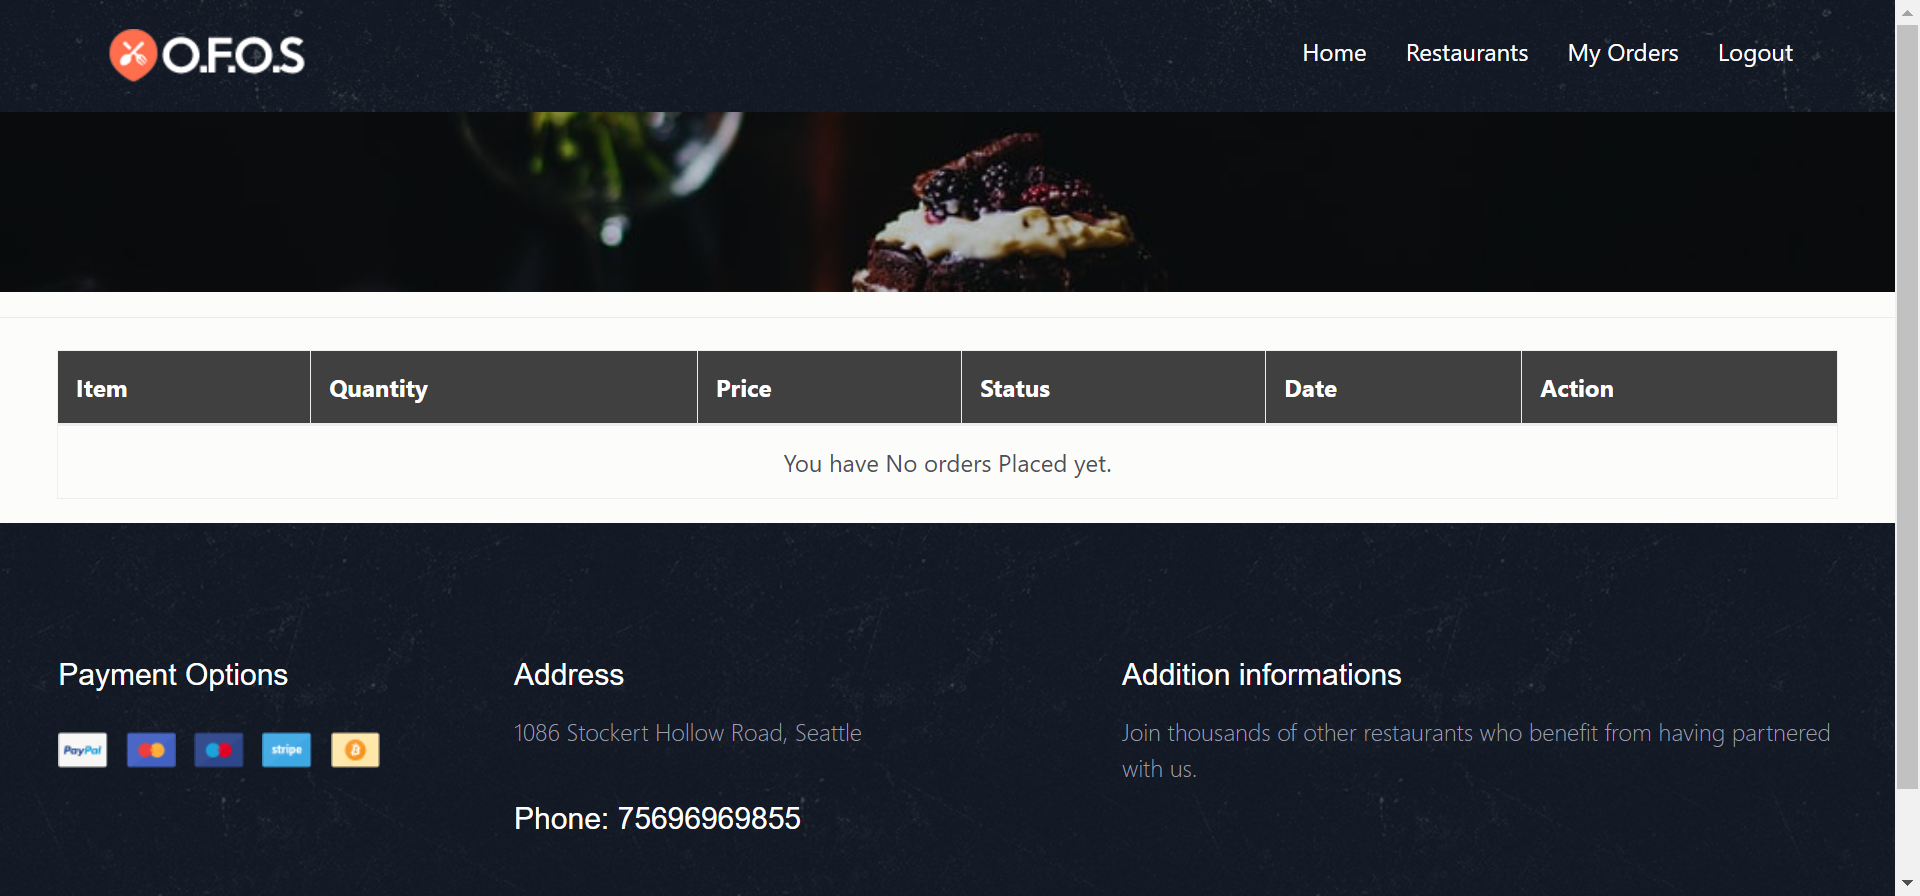 O.F.O.S
Home Restaurants My Orders Logout
Item Quantity Price Status Date Action
You have No orders Placed yet.
Payment Options
PayPal stripe
Address
1086 Stockert Hollow Road, Seattle
Phone: 75696969855
Addition informations
Join thousands of other restaurants who benefit from having partnered
with us.